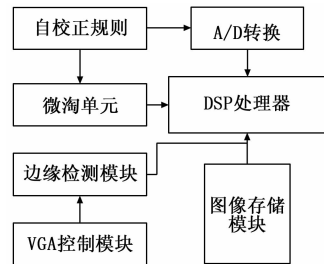 自校正规则
A/D转换
微淘单元
DSP处理器
边缘检测模块
图像存储
模块
VGA控制模块